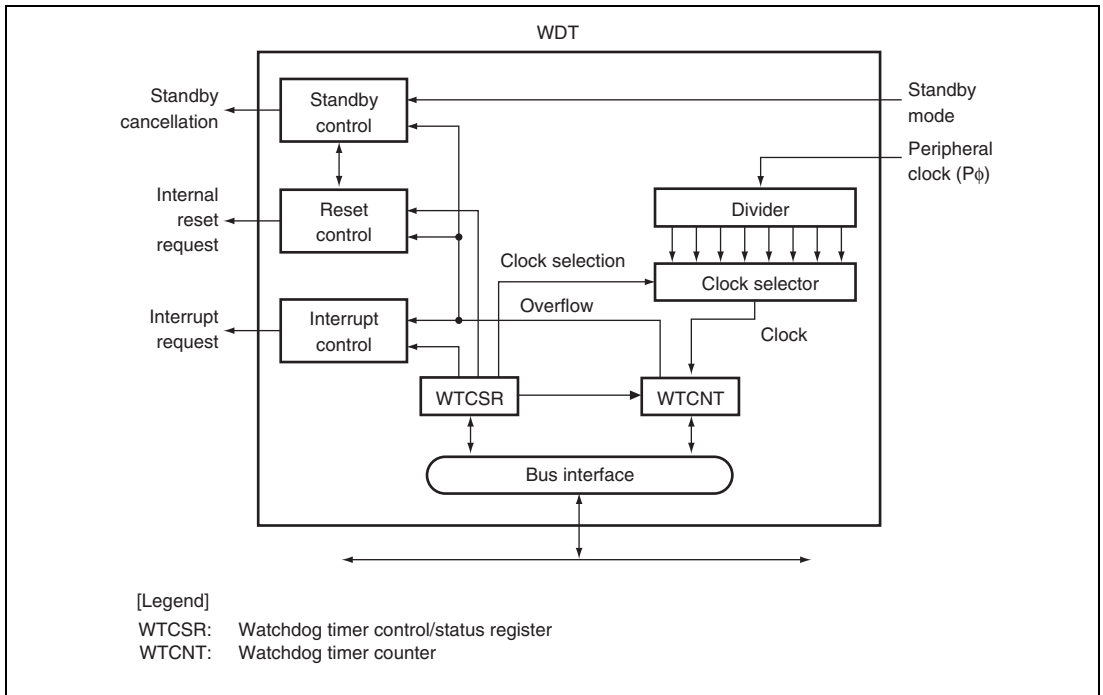 WDT
Standby
cancellation
Standby
control
Standby
mode
Peripheral
clock (Pϕ)
Internal
reset
request
Reset
control
Divider
Clock selection
Clock selector
Overflow
Clock
Interrupt
request
Interrupt
control
WTCSR
WTCNT
Bus interface
[Legend]
WTCSR: Watchdog timer control/status register
WTCNT: Watchdog timer counter